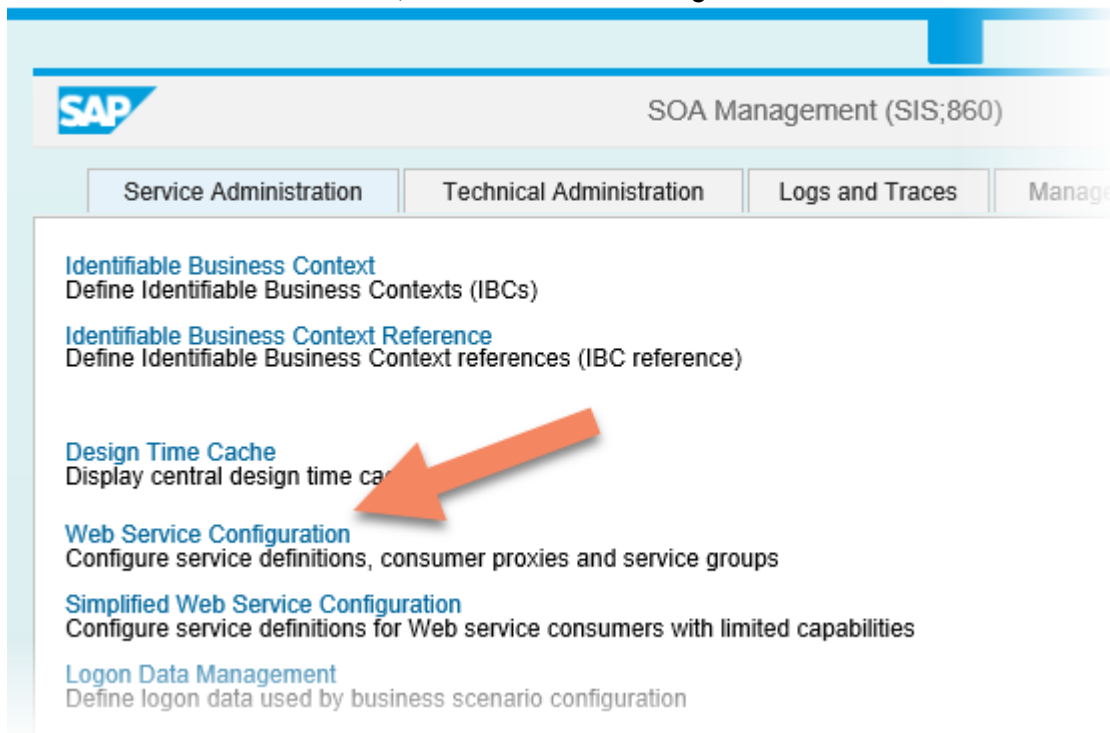 SAP
SOA Management (SIS;860)
Service Administration
Technical Administration
Logs and Traces
Identifiable Business Context
Define Identifiable Business Contexts (IBCs)
Identifiable Business Context Reference
Define Identifiable Business Context references (IBC reference)
Design Time Cache
Display central design time
Web Service Configuration
Configure service definitions, consumer proxies and service groups
Simplified Web Service Configuration
Configure service definitions for Web service consumers with limited capabilities
Logon Data Management
Define logon data used by business scenario configuration